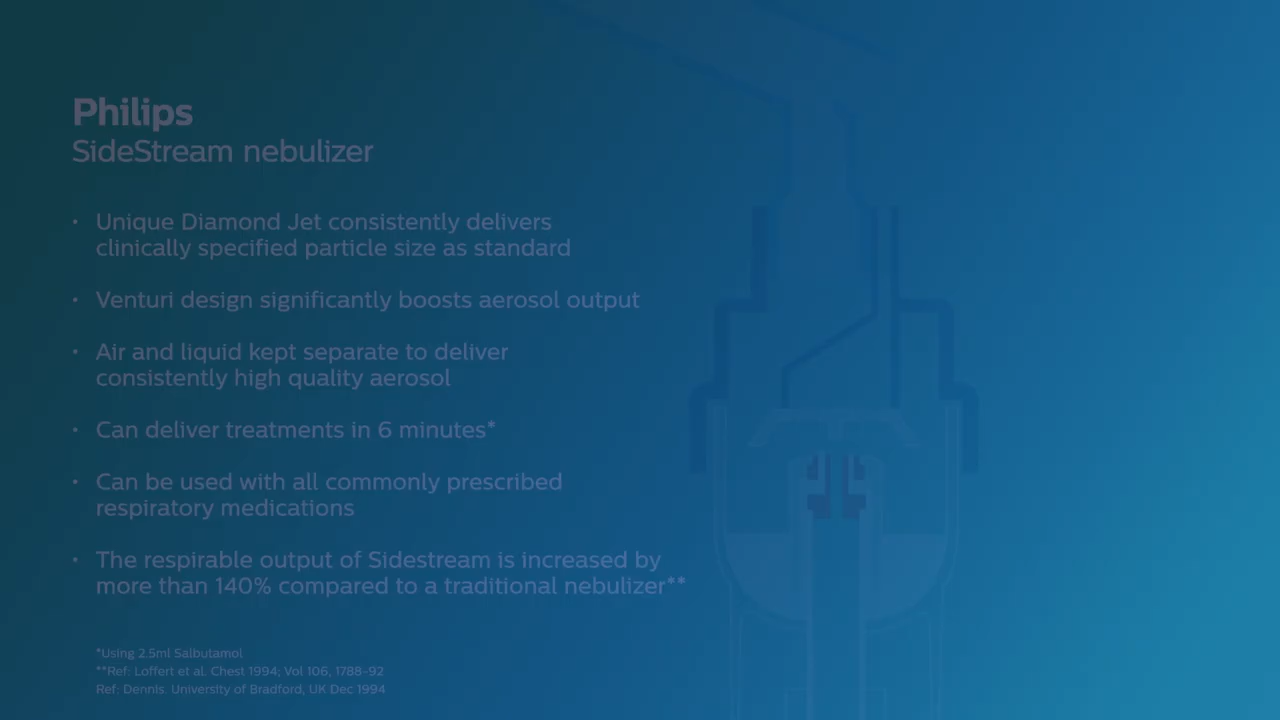 Philips
SideStream nebulizer
• Unique Diamond Jet consistently delivers
clinically specified particle size as standard
• Venturi design significantly boosts aerosol output
• Air and liquid kept separate to deliver
consistently high quality aerosol
• Can deliver treatments in 6 minutes*
• Can be used with all commonly prescribed
respiratory medications
• The respirable output of Sidestream is increased by
more than 140% compared to a traditional nebulizer**
*Using 2.5ml Salbutamol
**Ref: Loffert et al. Chest 1994; Vol 106, 1788-92
Ref: Dennis. University of Bradford, UK Dec 1994